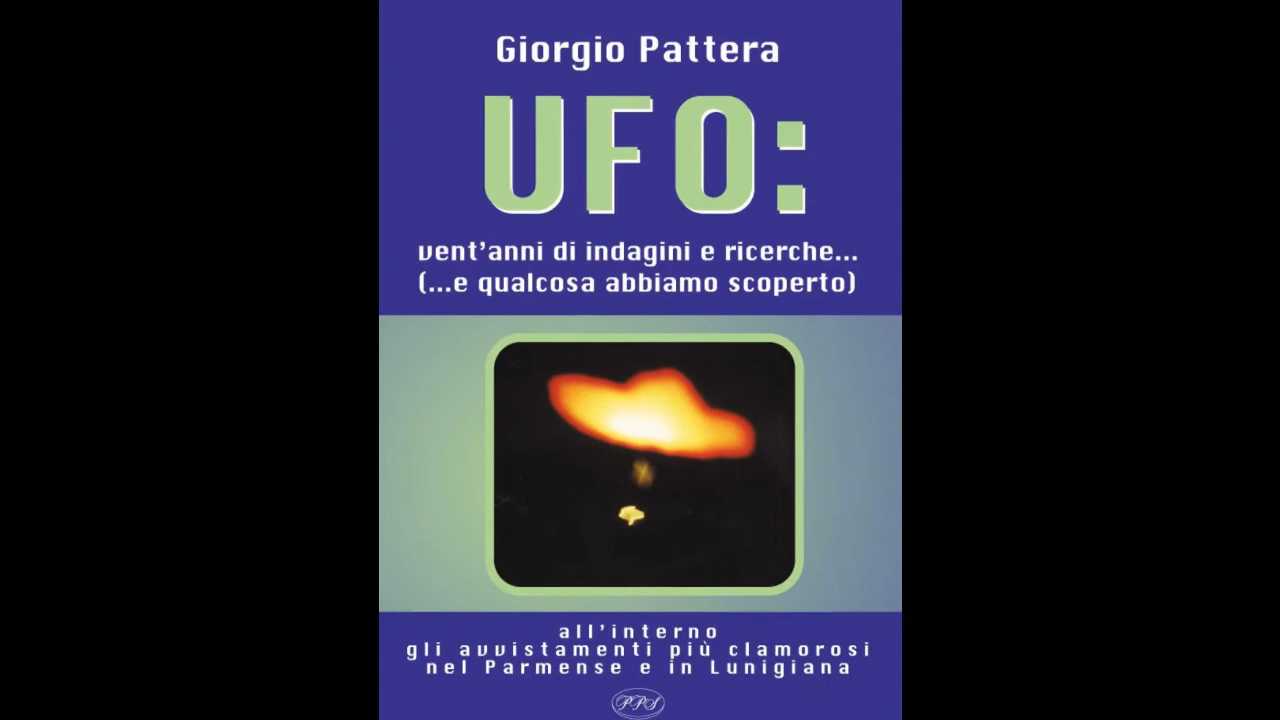 Giorgio Pattera
UFO:
vent'anni di indagini e ricerche...
(...e qualcosa abbiamo scoperto)
all'interno
gli avvistamenti più clamorosi
nel Parmense e in Lunigiana
PPS